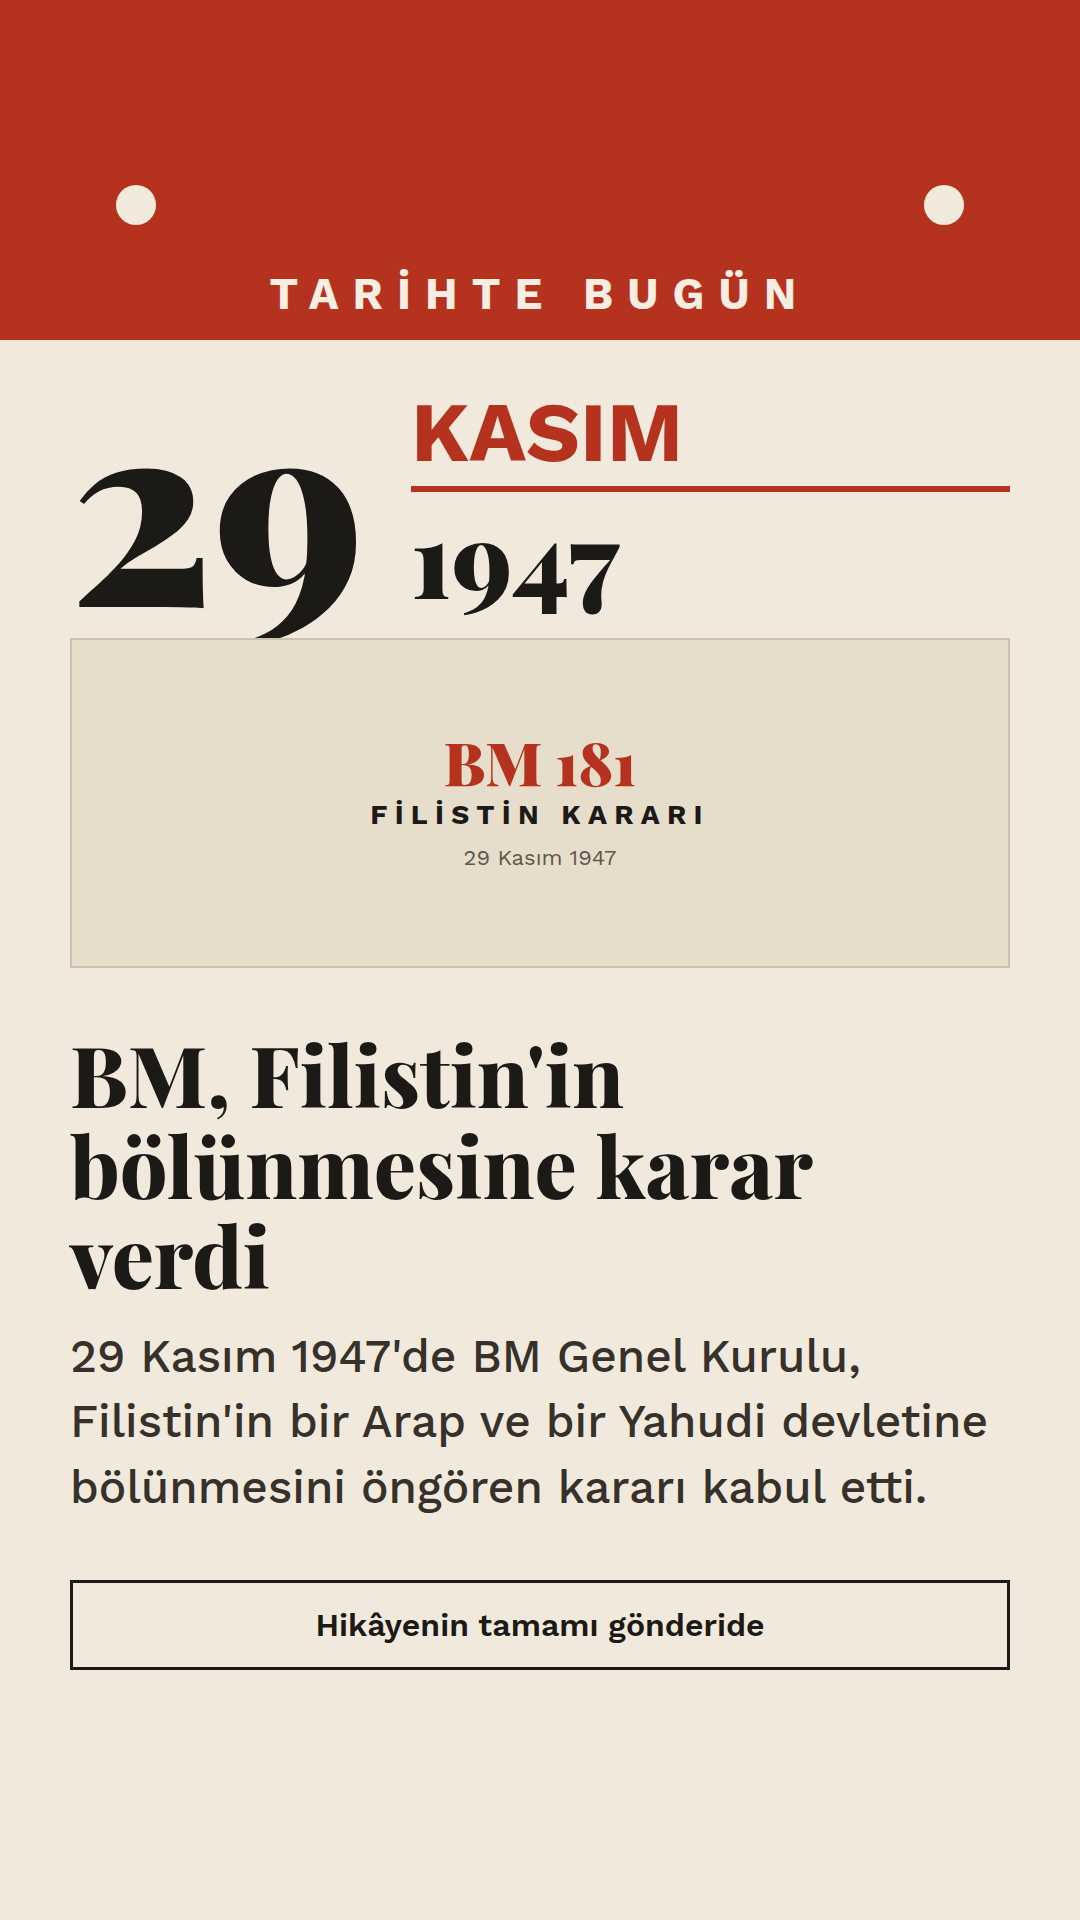 TARİHTE BUGÜN
29
KASIM
1947
BM 181
FİLİSTİN KARARI
29 Kasım 1947
BM, Filistin'in
bölünmesine karar
verdi
29 Kasım 1947'de BM Genel Kurulu,
Filistin'in bir Arap ve bir Yahudi devletine
bölünmesini öngören kararı kabul etti.
Hikâyenin tamamı gönderide